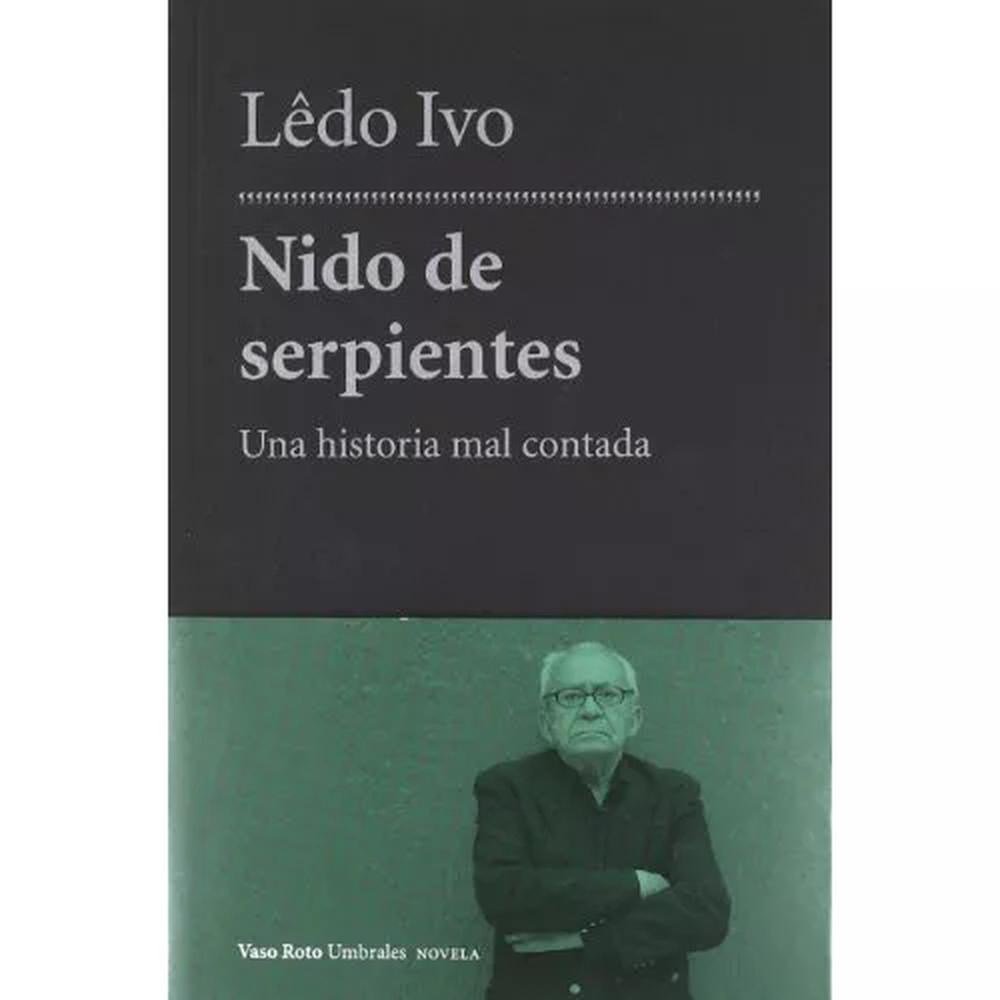 Lêdo Ivo
Nido de
serpientes
Una historia mal contada
Vaso Roto Umbrales NOVELA